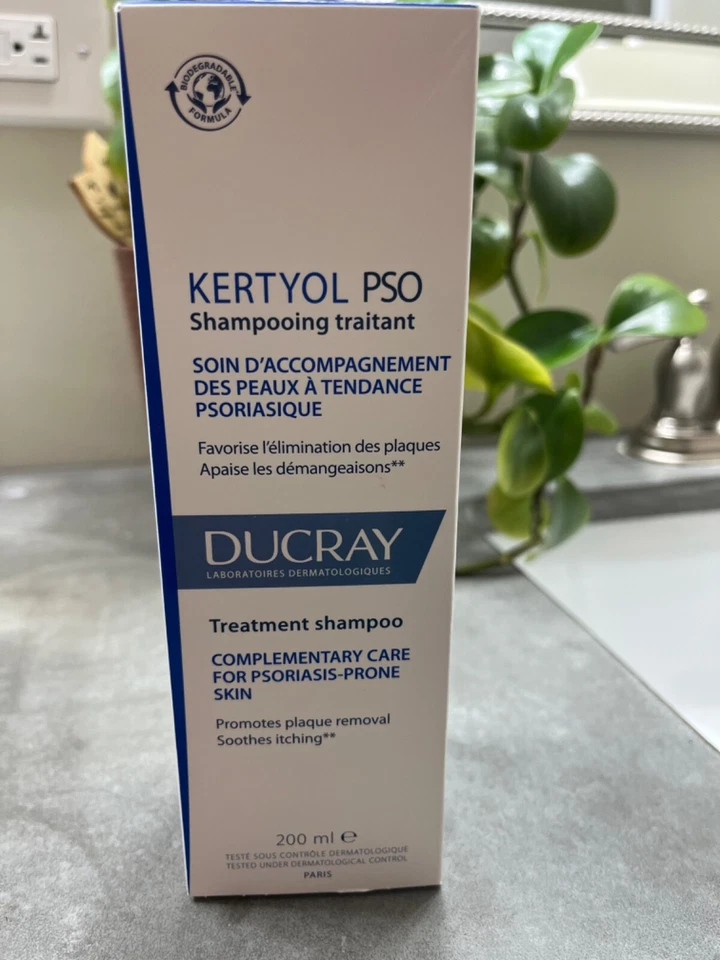 BIODEGRADABLE
FORMULA
KERTYOL PSO
Shampooing traitant
SOIN D'ACCOMPAGNEMENT
DES PEAUX À TENDANCE
PSORIASIQUE
Favorise l'élimination des plaques
Apaise les démangeaisons**
DUCRAY
LABORATOIRES DERMATOLOGIQUES
Treatment shampoo
COMPLEMENTARY CARE
FOR PSORIASIS-PRONE
SKIN
Promotes plaque removal
Soothes itching**
200 ml e
TESTÉ SOUS CONTRÔLE DERMATOLOGIQUE
TESTED UNDER DERMATOLOGICAL CONTROL
PARIS